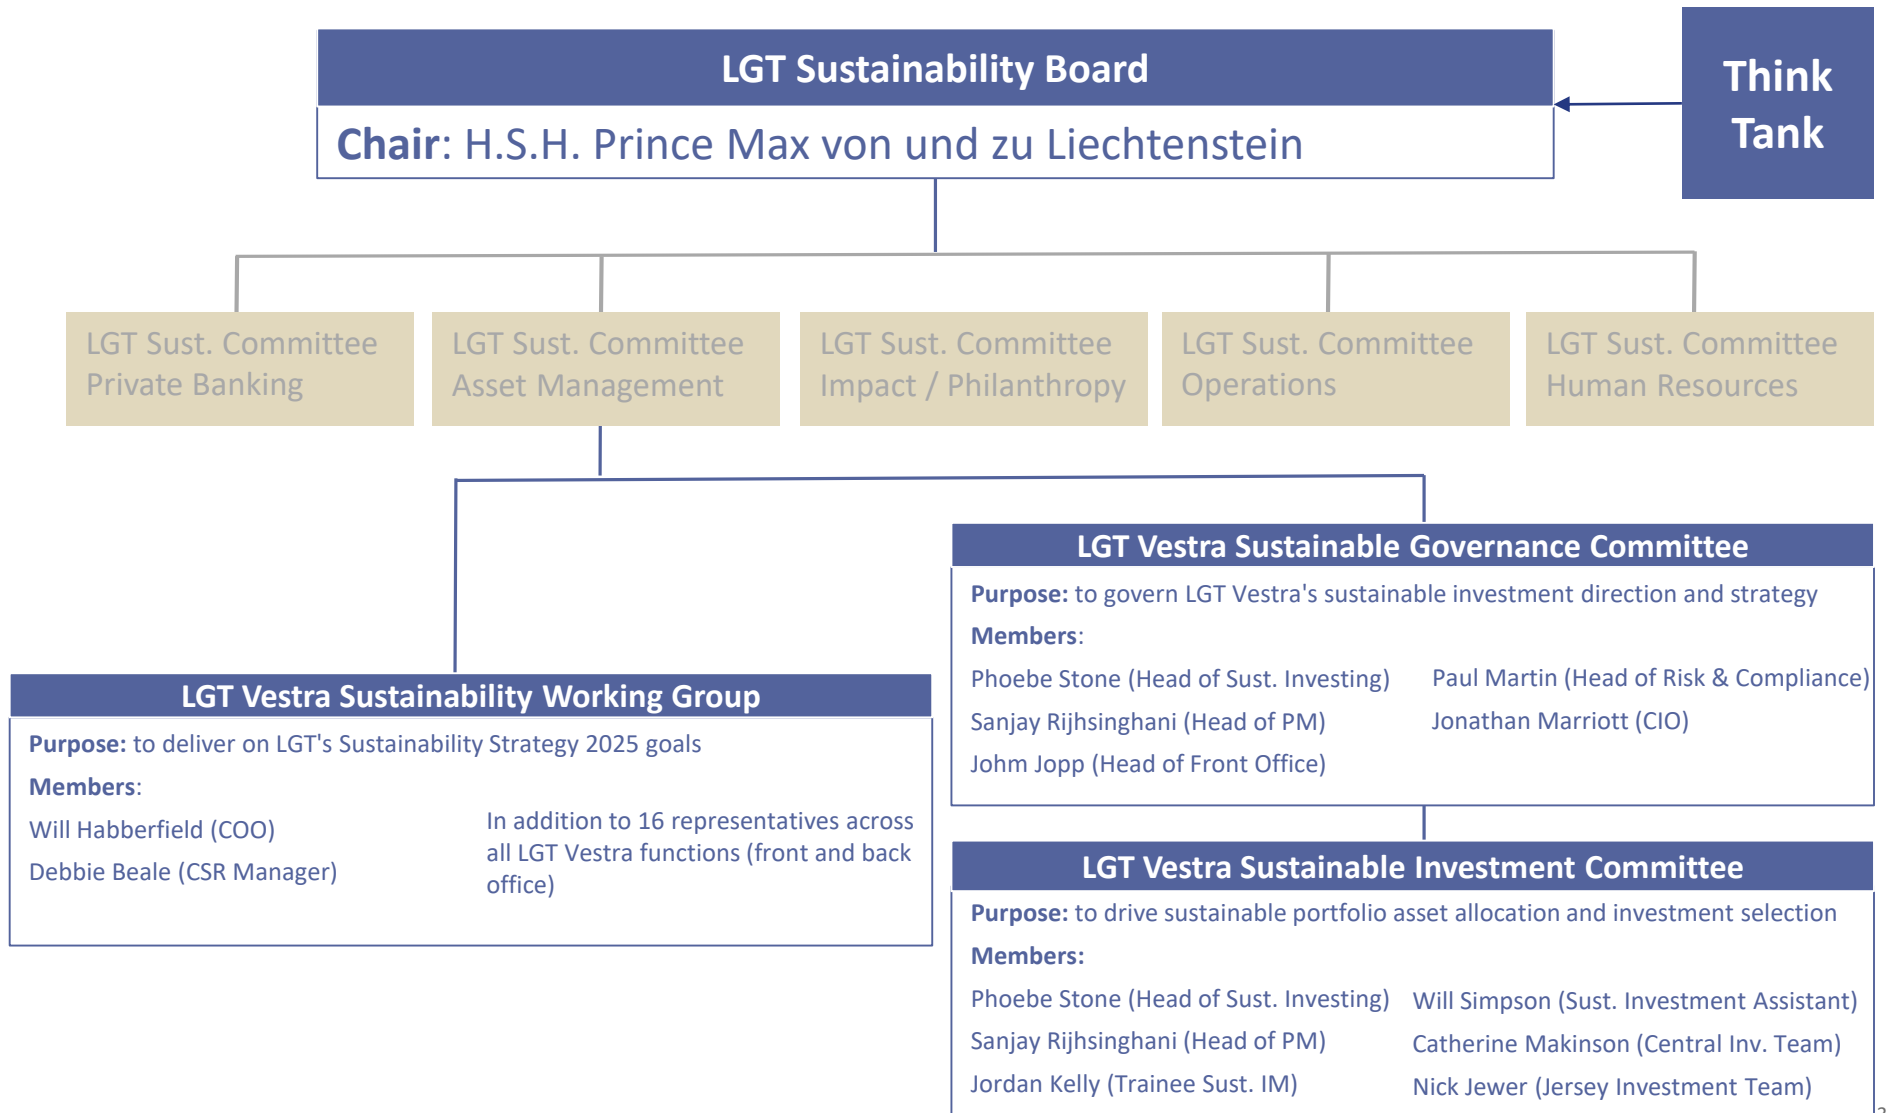 LGT Sustainability Board
Chair: H.S.H. Prince Max von und zu Liechtenstein
Think
Tank
LGT Sust. Committee
Private Banking
LGT Sust. Committee
Asset Management
LGT Sust. Committee
Impact / Philanthropy
LGT Sust. Committee
Operations
LGT Sust. Committee
Human Resources
LGT Vestra Sustainability Working Group
Purpose: to deliver on LGT's Sustainability Strategy 2025 goals
Members:
Will Habberfield (COO)
Debbie Beale (CSR Manager)
In addition to 16 representatives across
all LGT Vestra functions (front and back
office)
LGT Vestra Sustainable Governance Committee
Purpose: to govern LGT Vestra's sustainable investment direction and strategy
Members:
Phoebe Stone (Head of Sust. Investing)
Sanjay Rijhsinghani (Head of PM)
Johm Jopp (Head of Front Office)
Paul Martin (Head of Risk & Compliance)
Jonathan Marriott (CIO)
LGT Vestra Sustainable Investment Committee
Purpose: to drive sustainable portfolio asset allocation and investment selection
Members:
Phoebe Stone (Head of Sust. Investing)
Sanjay Rijhsinghani (Head of PM)
Jordan Kelly (Trainee Sust. IM)
Will Simpson (Sust. Investment Assistant)
Catherine Makinson (Central Inv. Team)
Nick Jewer (Jersey Investment Team)